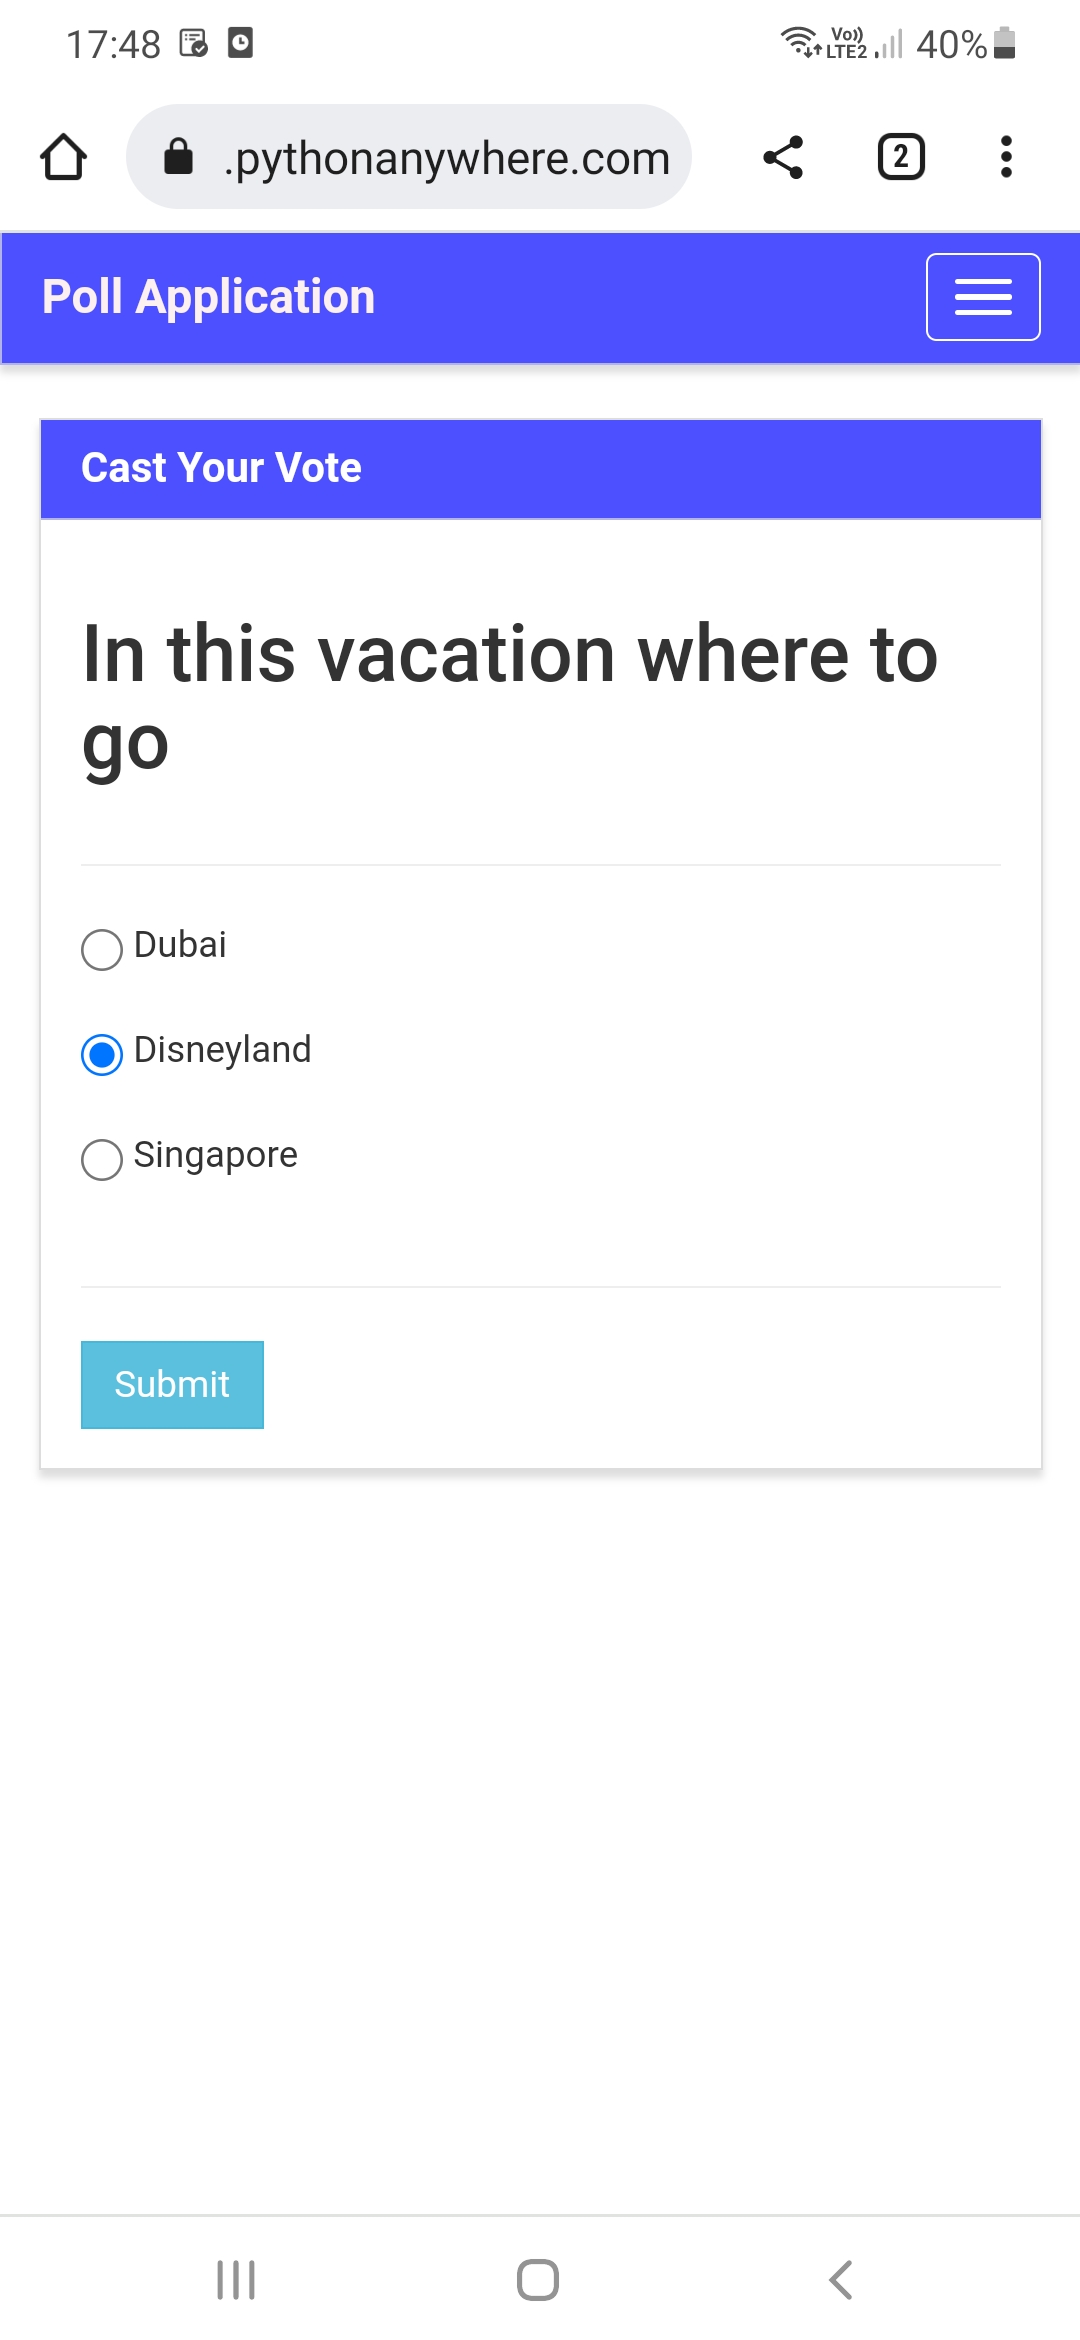 17:48 Vo)) LTE2 40%
.pythonanywhere.com 2
Poll Application
Cast Your Vote
In this vacation where to
go
Dubai
Disneyland
Singapore
Submit